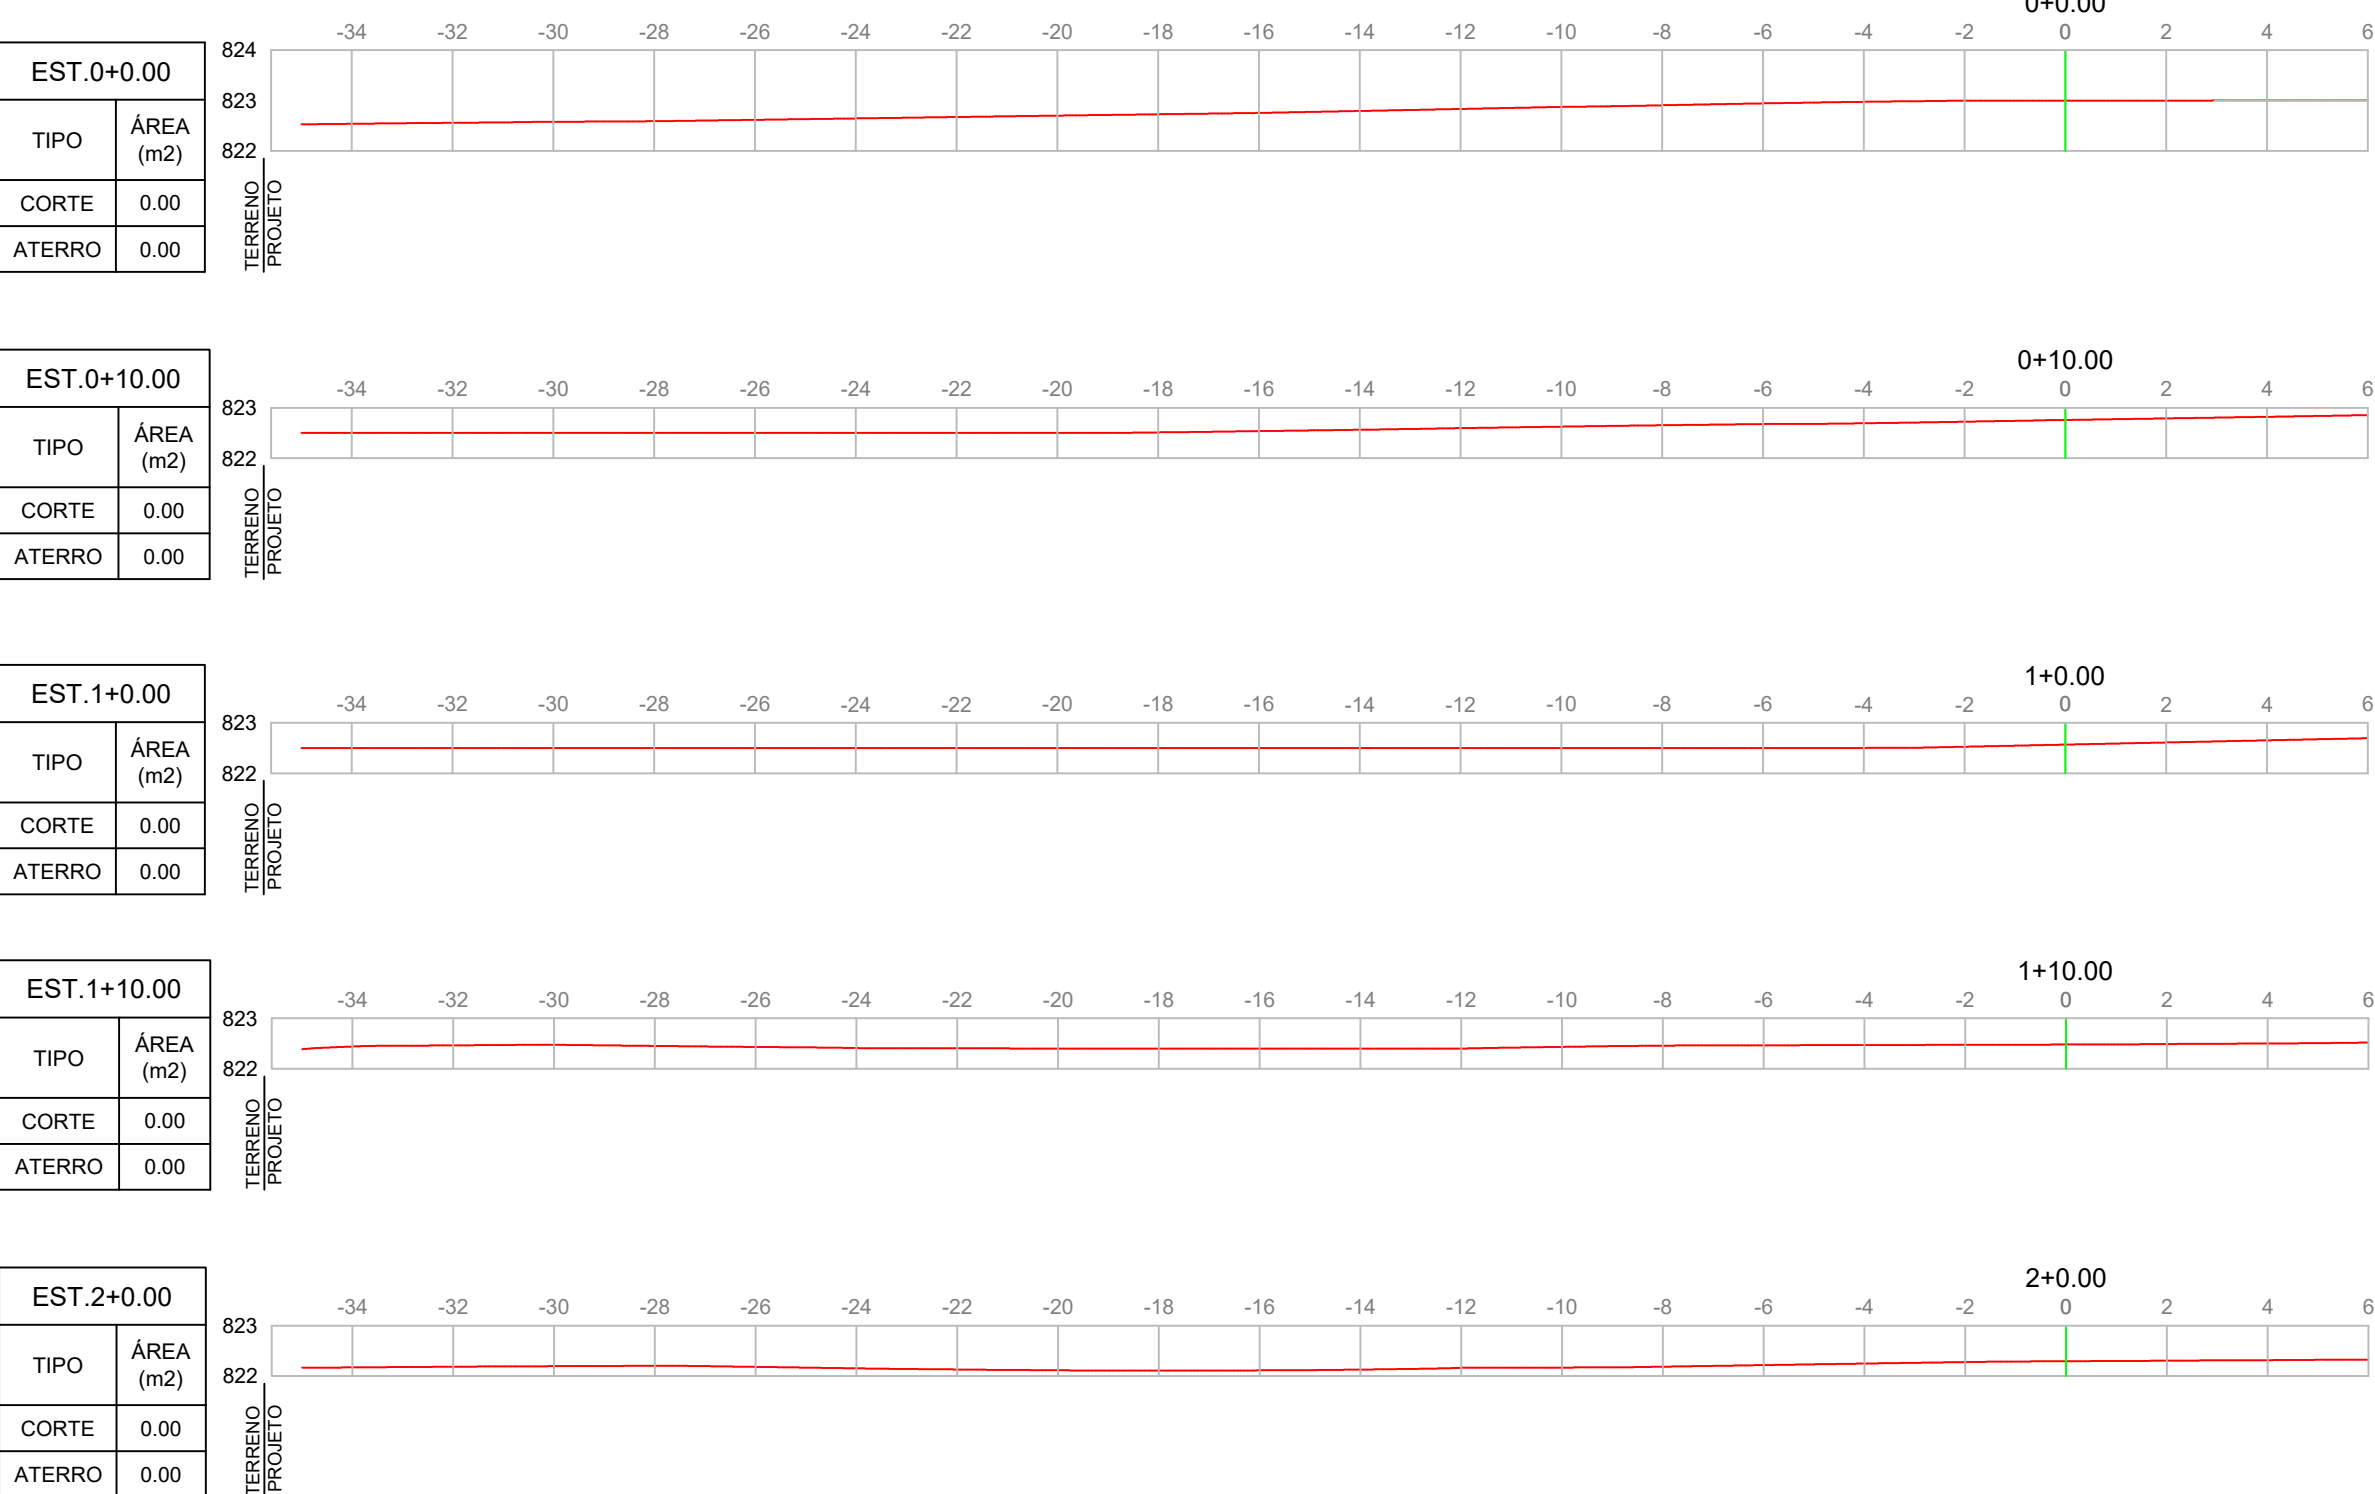 0+0.00
-34 -32 -30 -28 -26 -24 -22 -20 -18 -16 -14 -12 -10 -8 -6 -4 -2 0 2 4 6
824
823
822
EST.0+0.00
TIPO ÁREA (m2)
CORTE 0.00
ATERRO 0.00
TERRENO
PROJETO
0+10.00
-34 -32 -30 -28 -26 -24 -22 -20 -18 -16 -14 -12 -10 -8 -6 -4 -2 0 2 4 6
823
822
EST.0+10.00
TIPO ÁREA (m2)
CORTE 0.00
ATERRO 0.00
TERRENO
PROJETO
1+0.00
-34 -32 -30 -28 -26 -24 -22 -20 -18 -16 -14 -12 -10 -8 -6 -4 -2 0 2 4 6
823
822
EST.1+0.00
TIPO ÁREA (m2)
CORTE 0.00
ATERRO 0.00
TERRENO
PROJETO
1+10.00
-34 -32 -30 -28 -26 -24 -22 -20 -18 -16 -14 -12 -10 -8 -6 -4 -2 0 2 4 6
823
822
EST.1+10.00
TIPO ÁREA (m2)
CORTE 0.00
ATERRO 0.00
TERRENO
PROJETO
2+0.00
-34 -32 -30 -28 -26 -24 -22 -20 -18 -16 -14 -12 -10 -8 -6 -4 -2 0 2 4 6
823
822
EST.2+0.00
TIPO ÁREA (m2)
CORTE 0.00
ATERRO 0.00
TERRENO
PROJETO